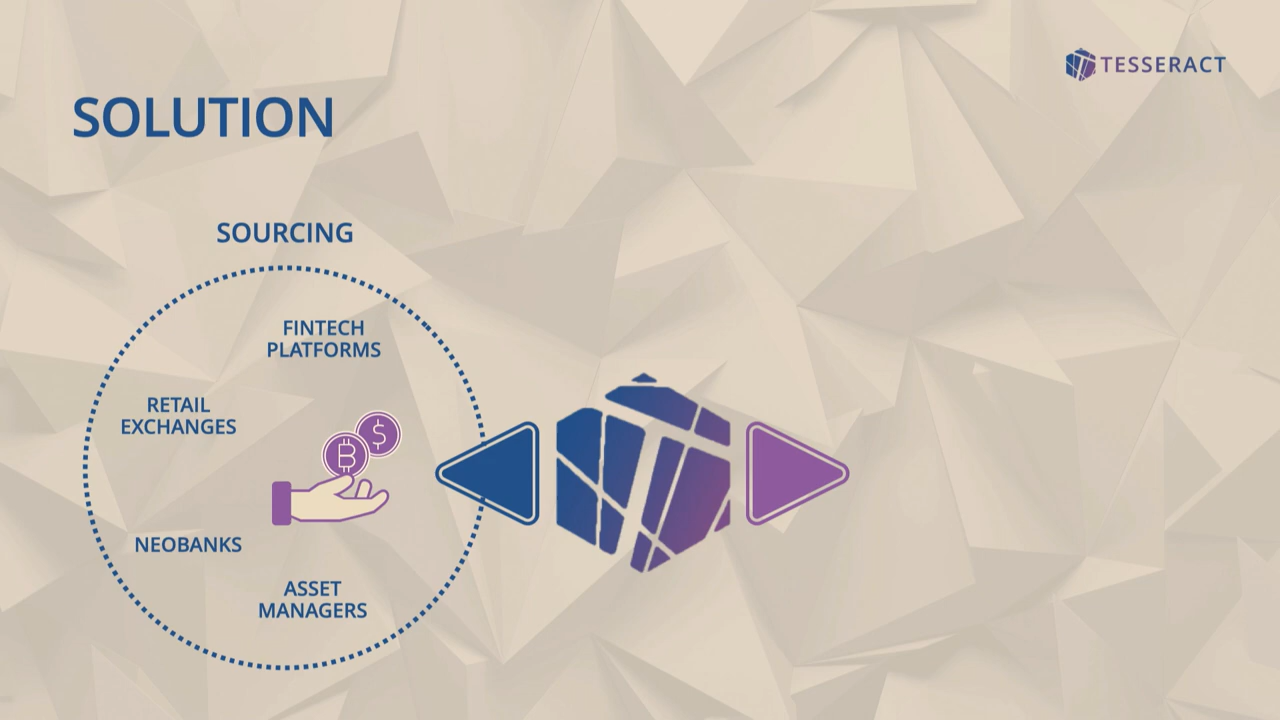 TESSERACT
SOLUTION
SOURCING
FINTECH
PLATFORMS
RETAIL
EXCHANGES
NEOBANKS
ASSET
MANAGERS